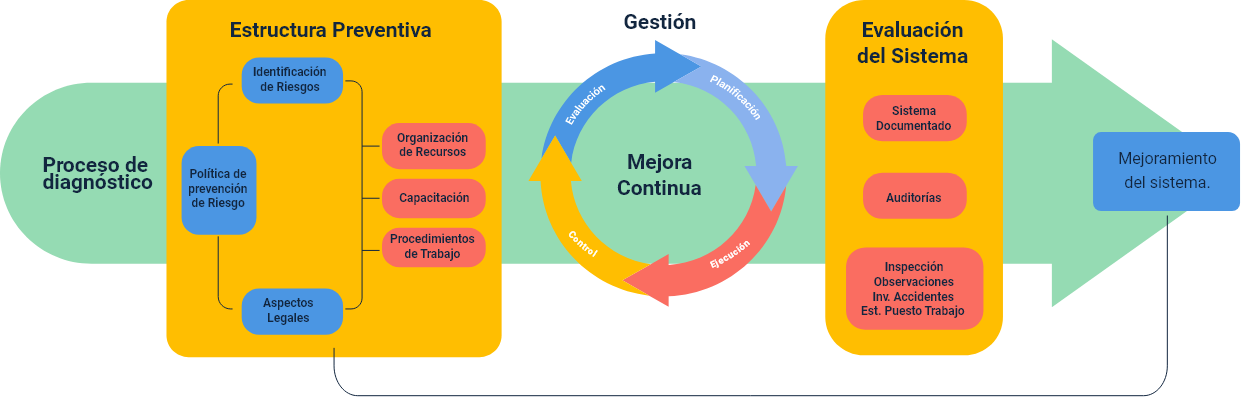 Proceso de
diagnóstico
Estructura Preventiva
Identificación
de Riesgos
Política de
prevención
de Riesgo
Aspectos
Legales
Organización
de Recursos
Capacitación
Procedimientos
de Trabajo
Gestión
Evaluación
Planificación
Ejecución
Control
Mejora
Continua
Evaluación
del Sistema
Sistema
Documentado
Auditorías
Inspección
Observaciones
Inv. Accidentes
Est. Puesto Trabajo
Mejoramiento
del sistema.